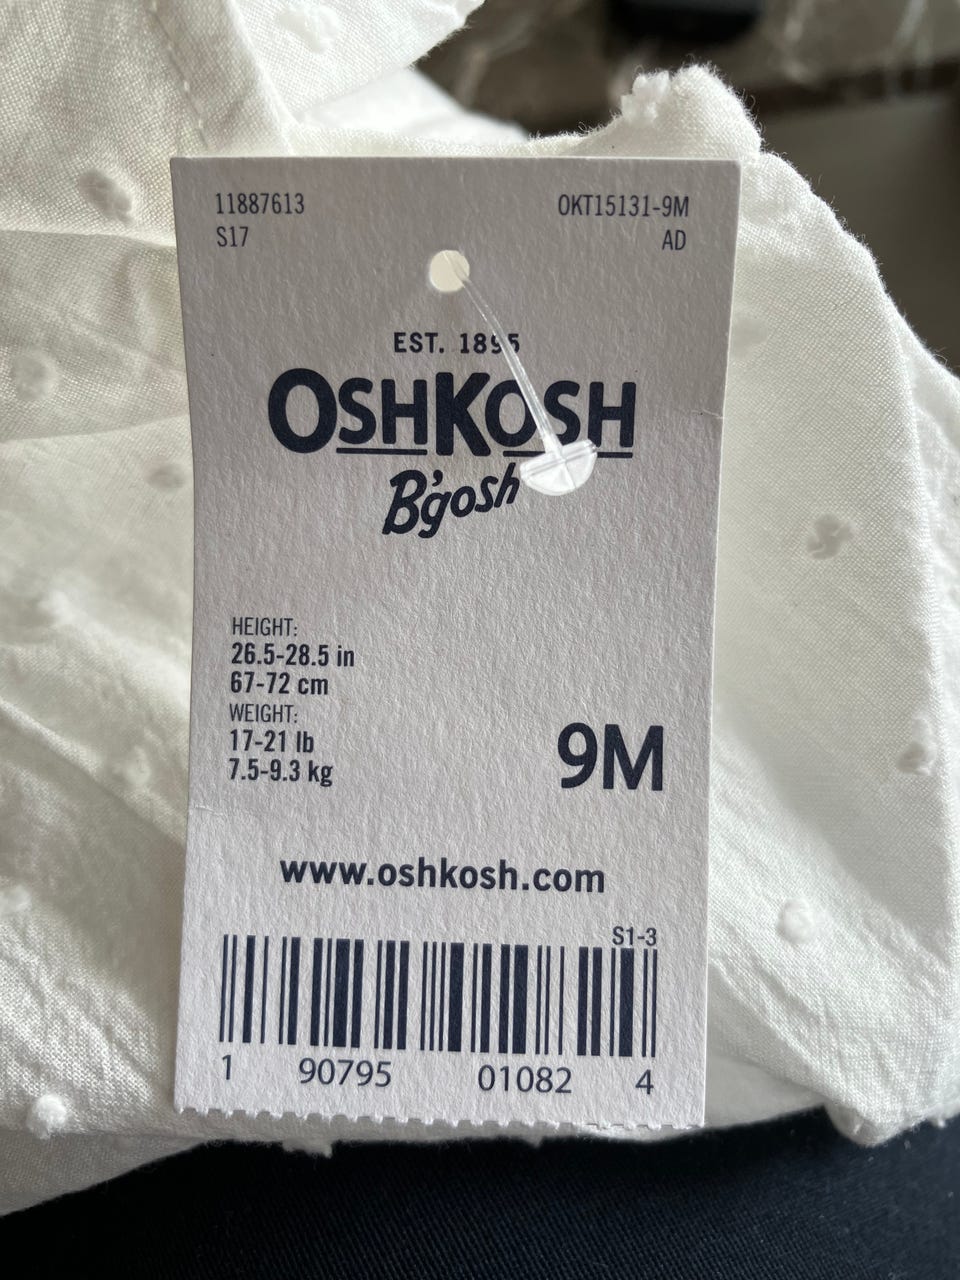 11887613 OKT15131-9M
S17 AD
EST. 1895
OSHKOSH
B'gosh
HEIGHT:
26.5-28.5 in
67-72 cm
WEIGHT:
17-21 lb
7.5-9.3 kg
9M
www.oshkosh.com
S1-3
1 90795 01082 4